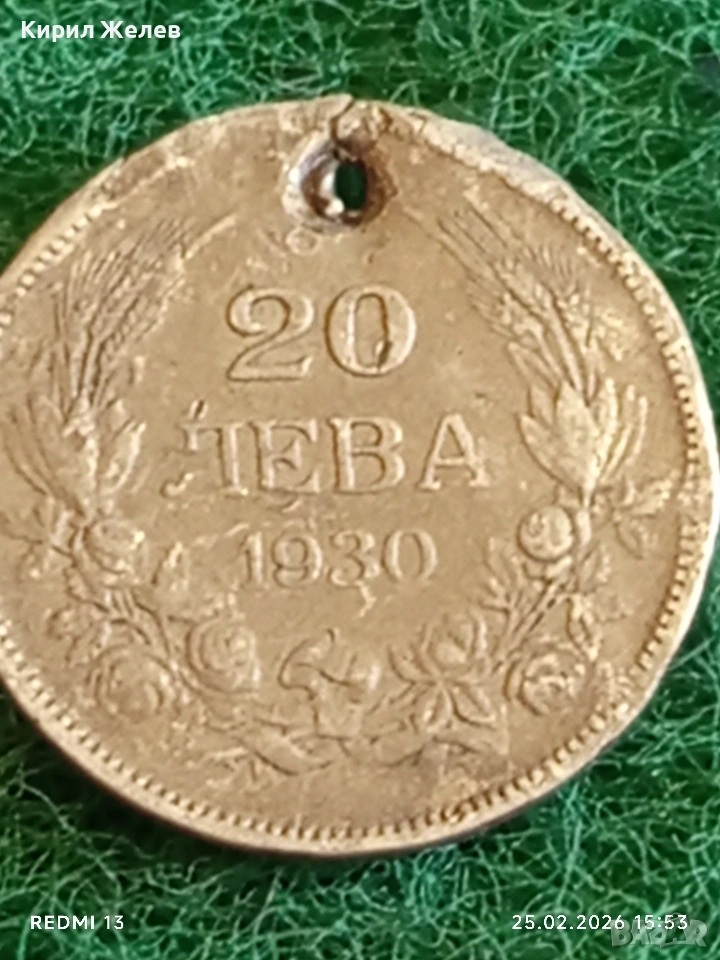 Кирил Желев
20
ЛЕВА
1930
REDMI 13
25.02.2026 15:53